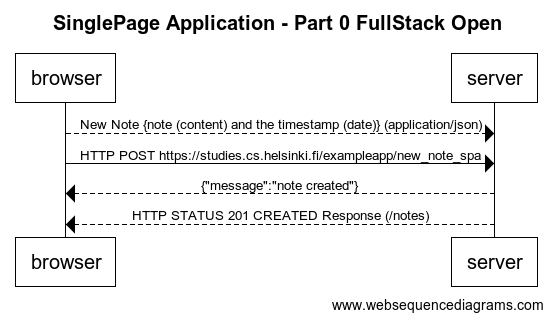 SinglePage Application - Part 0 FullStack Open
browser
server
New Note {note (content) and the timestamp (date)} (application/json)
HTTP POST https://studies.cs.helsinki.fi/exampleapp/new_note_spa
{"message":"note created"}
HTTP STATUS 201 CREATED Response (/notes)
browser
server
www.websequencediagrams.com